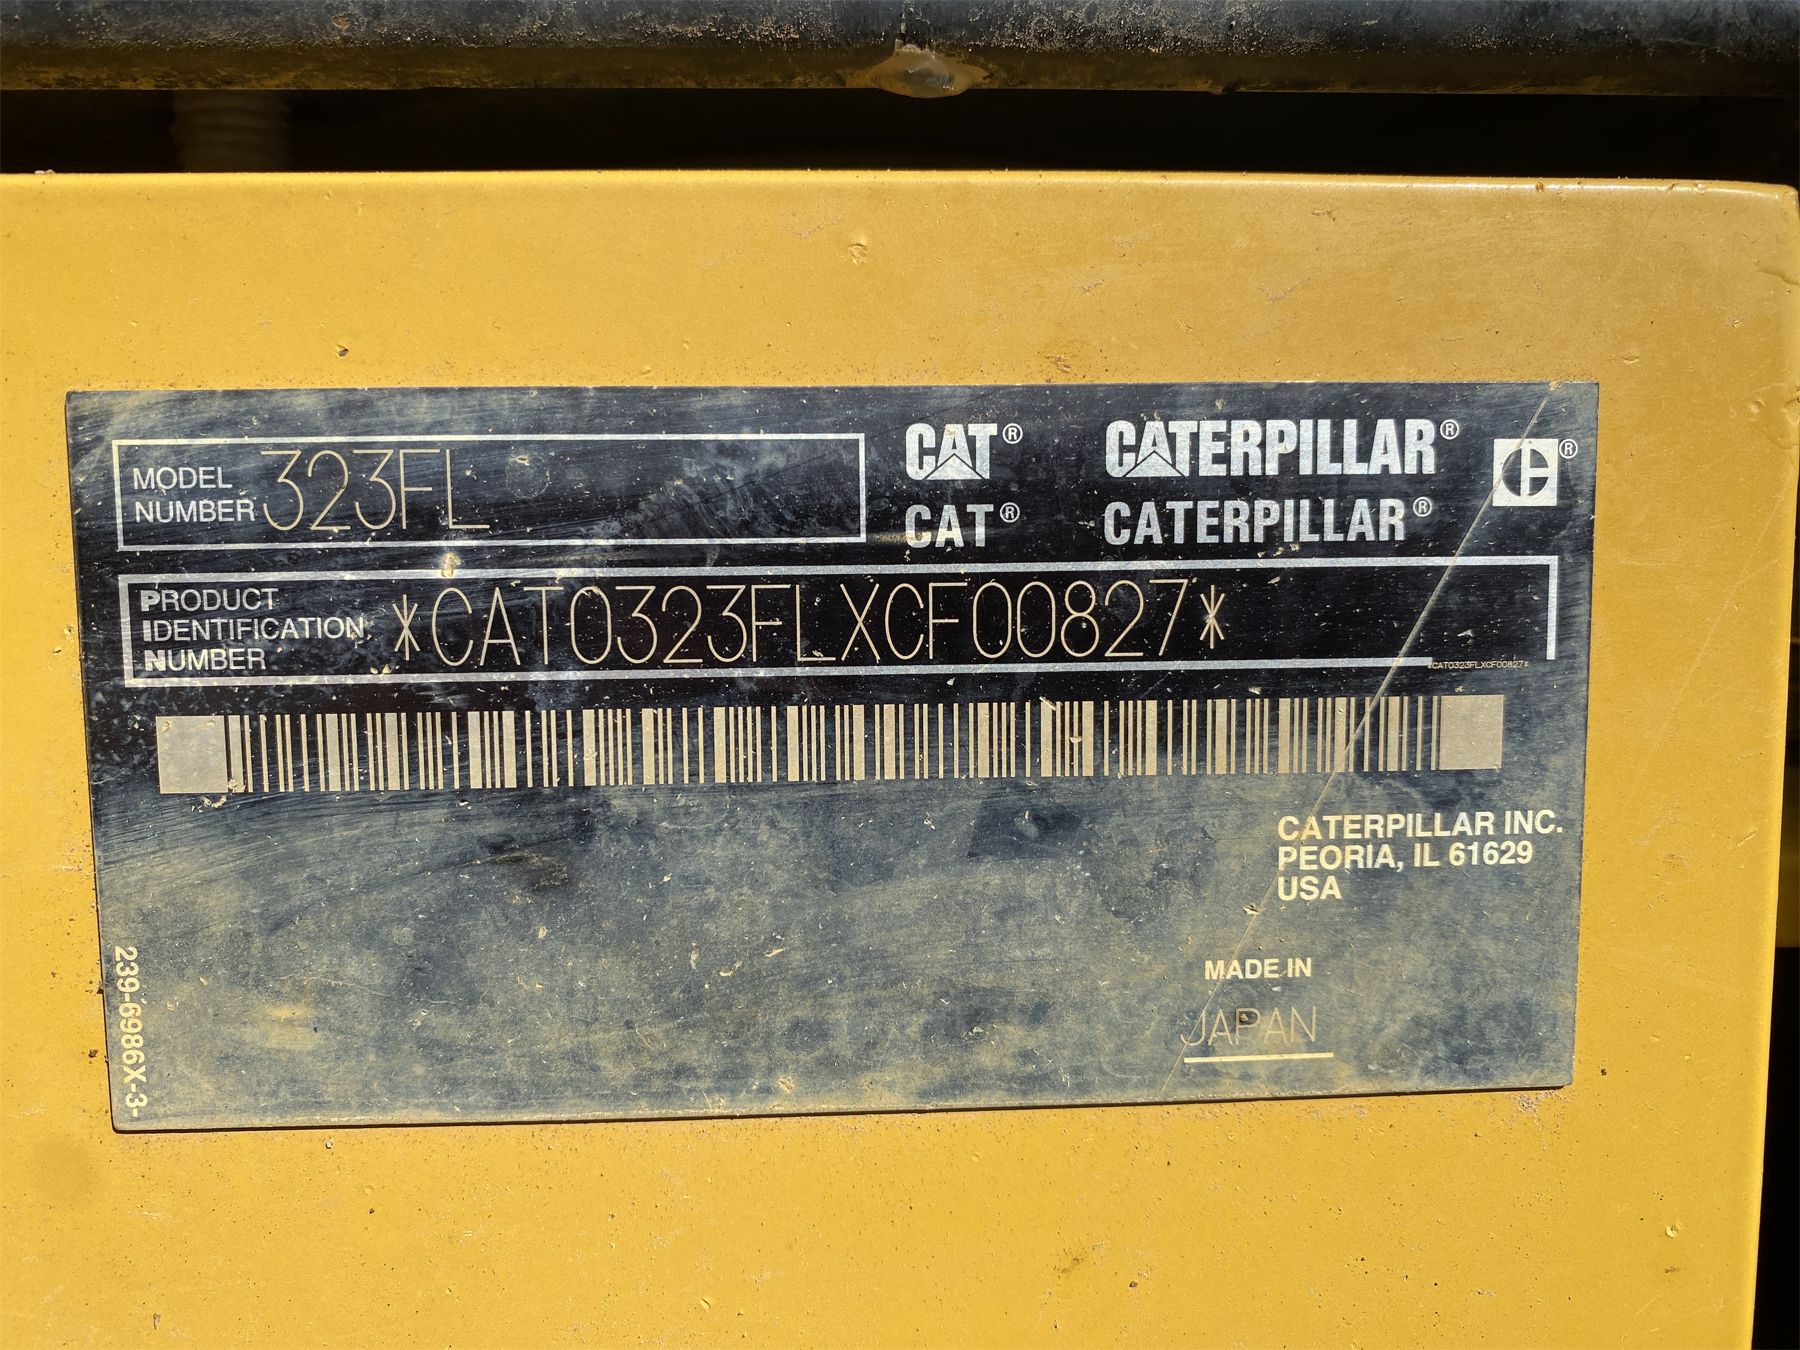 MODEL NUMBER 323FL
CAT® CATERPILLAR® ®
CAT® CATERPILLAR®
PRODUCT IDENTIFICATION NUMBER *CAT0323FLXCF00827*
*CAT0323FLXCF00827*
CATERPILLAR INC.
PEORIA, IL 61629
USA
MADE IN
JAPAN
239-6986X-3-